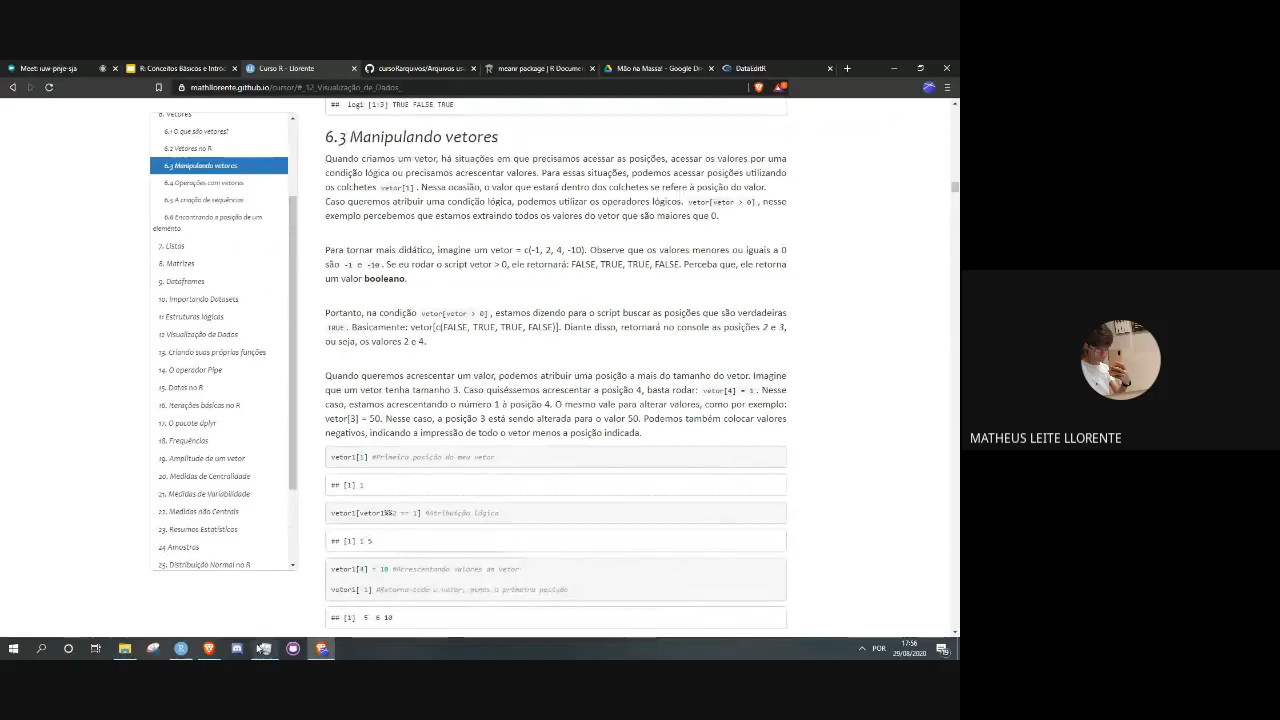 Meet: iuw-pnje-sja
R: Conceitos Básicos e Introdu
Curso R - Llorente
cursoRarquivos/Arquivos us
meanr package | R Documen
Mão na Massa! - Google Dr
DataEditR
mathllorente.github.io/cursor/#_12_Visualização_de_Dados_
6. Vetores
6.1 O que são vetores?
6.2 Vetores no R
6.3 Manipulando vetores
6.4 Operações com vetores
6.5 A criação de sequências
6.6 Encontrando a posição de um
elemento
7. Listas
8. Matrizes
9. Dataframes
10. Importando Datasets
11 Estruturas lógicas
12 Visualização de Dados
13. Criando suas próprias funções
14. O operador Pipe
15. Datas no R
16. Iterações básicas no R
17. O pacote dplyr
18. Frequências
19. Amplitude de um vetor
20. Medidas de Centralidade
21. Medidas de Variabilidade
22. Medidas não Centrais
23. Resumos Estatísticos
24 Amostras
25. Distribuição Normal no R
## logi [1:3] TRUE FALSE TRUE
6.3 Manipulando vetores
Quando criamos um vetor, há situações em que precisamos acessar as posições, acessar os valores por uma
condição lógica ou precisamos acrescentar valores. Para essas situações, podemos acessar posições utilizando
os colchetes vetor[1]. Nessa ocasião, o valor que estará dentro dos colchetes se refere à posição do valor.
Caso queremos atribuir uma condição lógica, podemos utilizar os operadores lógicos. vetor[vetor > 0], nesse
exemplo percebemos que estamos extraindo todos os valores do vetor que são maiores que 0.
Para tornar mais didático, imagine um vetor = c(-1, 2, 4, -10). Observe que os valores menores ou iguais a 0
são -1 e -10. Se eu rodar o script vetor > 0, ele retornará: FALSE, TRUE, TRUE, FALSE. Perceba que, ele retorna
um valor booleano.
Portanto, na condição vetor[vetor > 0], estamos dizendo para o script buscar as posições que são verdadeiras
TRUE. Basicamente: vetor[c(FALSE, TRUE, TRUE, FALSE)]. Diante disso, retornará no console as posições 2 e 3,
ou seja, os valores 2 e 4.
Quando queremos acrescentar um valor, podemos atribuir uma posição a mais do tamanho do vetor. Imagine
que um vetor tenha tamanho 3. Caso quiséssemos acrescentar a posição 4, basta rodar: vetor[4] = 1. Nesse
caso, estamos acrescentando o número 1 à posição 4. O mesmo vale para alterar valores, como por exemplo:
vetor[3] = 50. Nesse caso, a posição 3 está sendo alterada para o valor 50. Podemos também colocar valores
negativos, indicando a impressão de todo o vetor menos a posição indicada.
vetor1[1] #Primeira posição do meu vetor
## [1] 1
vetor1[vetor1%%2 == 1] #Atribuição lógica
## [1] 1 5
vetor1[4] = 10 #Acrescentando valores ao vetor
vetor1[-1] #Retorna todo o vetor, menos a primeira posição
## [1] 5 6 10
MATHEUS LEITE LLORENTE
POR
17:56
29/08/2020